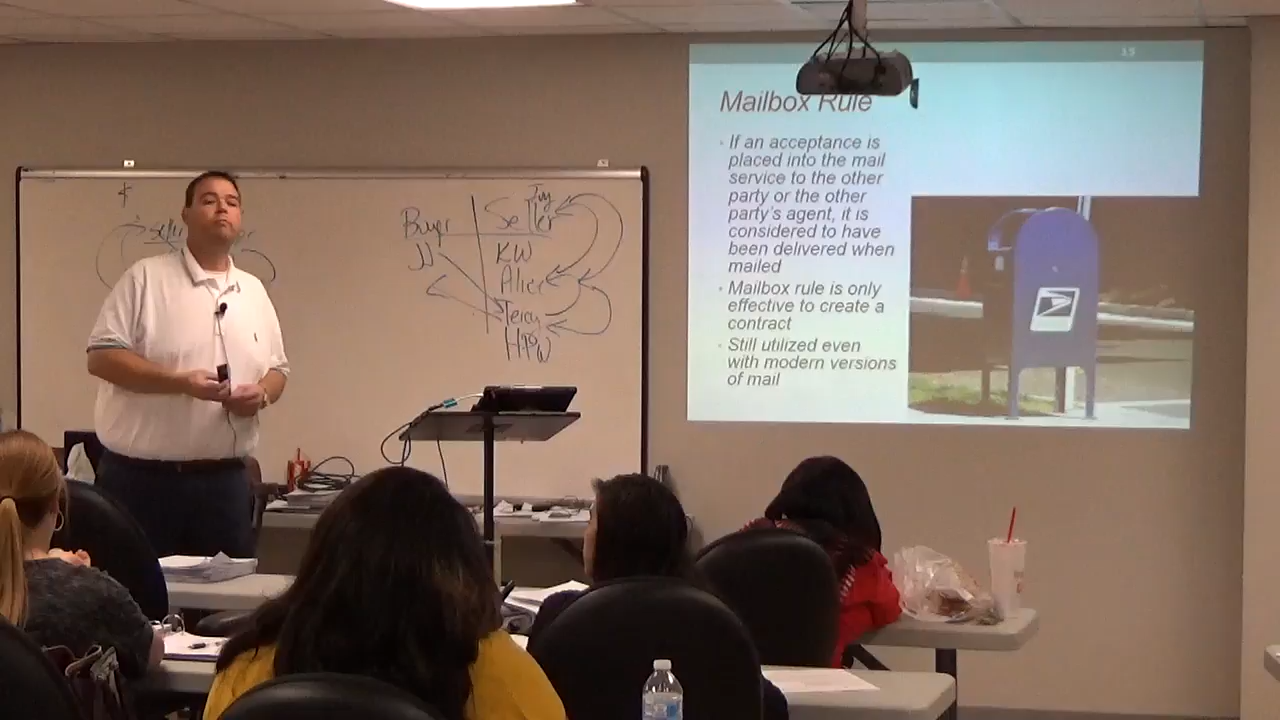 15
Mailbox Rule
If an acceptance is
placed into the mail
service to the other
party or the other
party's agent, it is
considered to have
been delivered when
mailed
Mailbox rule is only
effective to create a
contract
Still utilized even
with modern versions
of mail
Buyer
Seller
JJ
KW